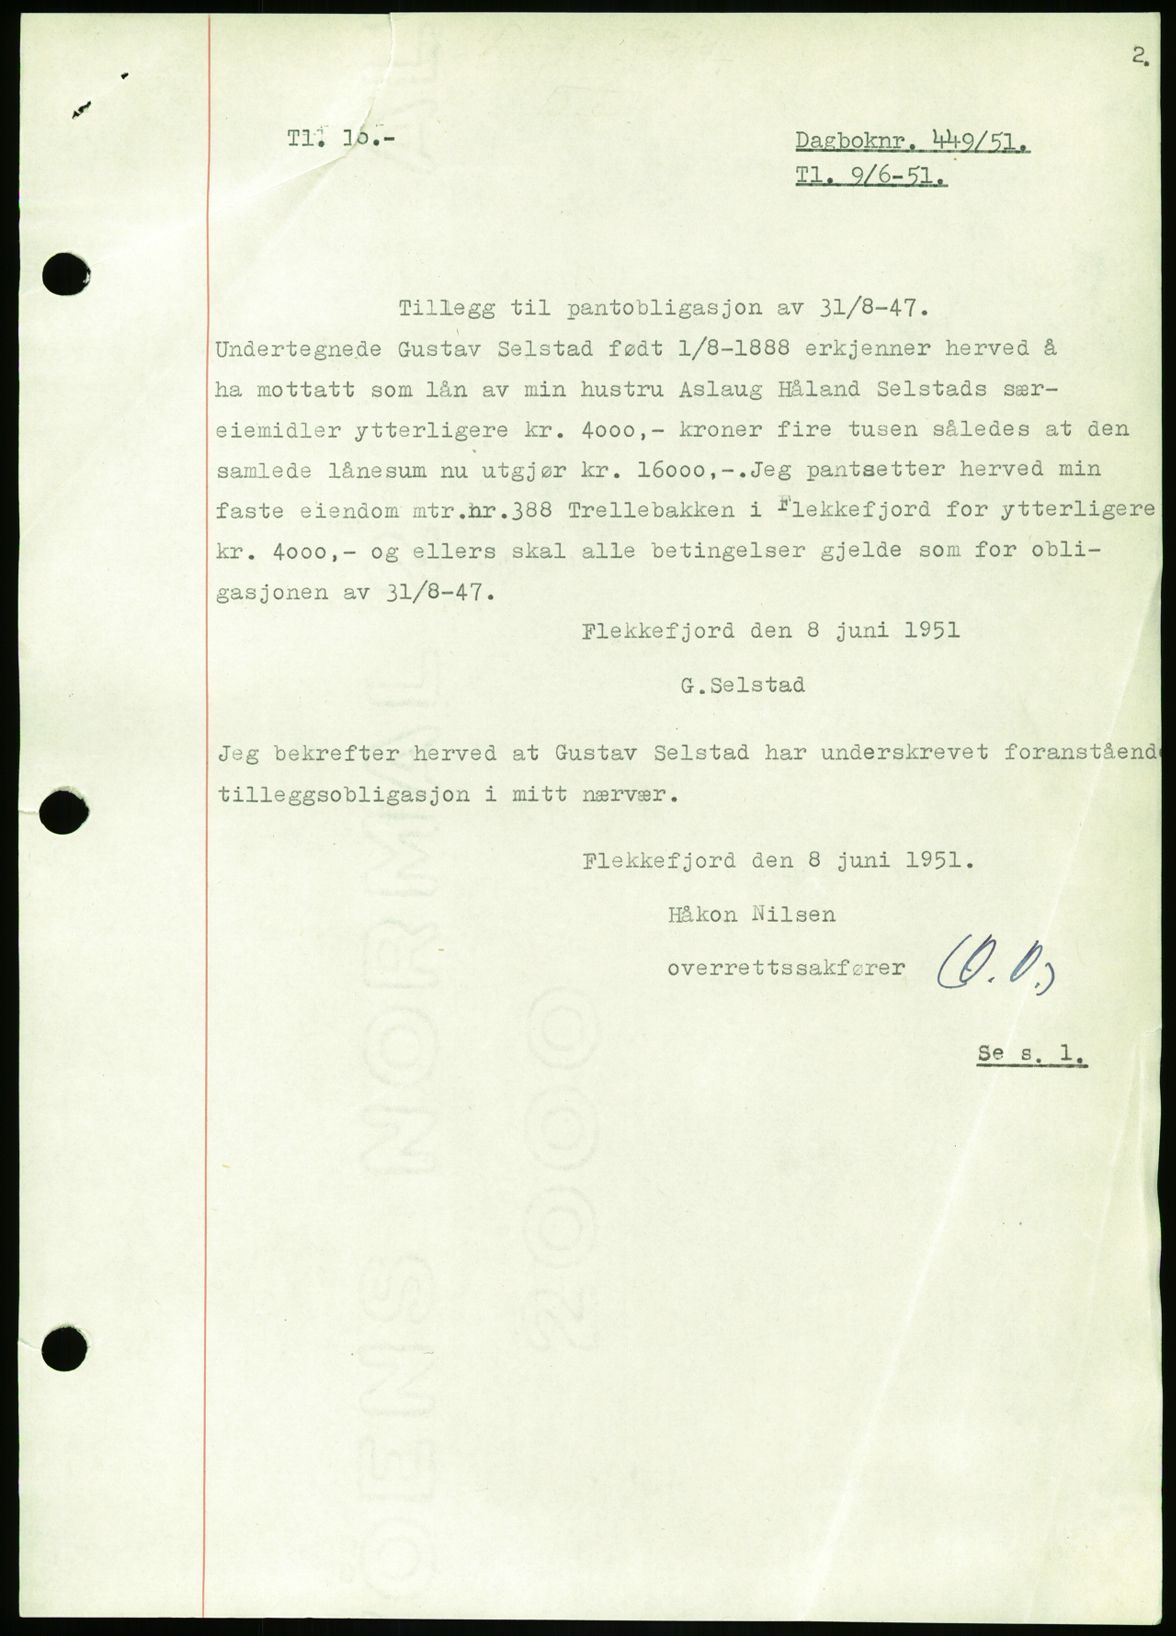 2.
Tl. 10.-
Dagboknr. 449/51.
Tl. 9/6-51.
Tillegg til pantobligasjon av 31/8-47.
Undertegnede Gustav Selstad født 1/8-1888 erkjenner herved å
ha mottatt som lån av min hustru Aslaug Håland Selstads sær-
eiemidler ytterligere kr. 4000,- kroner fire tusen således at den
samlede lånesum nu utgjør kr. 16000,-.Jeg pantsetter herved min
faste eiendom mtr.nr.388 Trellebakken i Flekkefjord for ytterligere
kr. 4000,- og ellers skal alle betingelser gjelde som for obli-
gasjonen av 31/8-47.
Flekkefjord den 8 juni 1951
G.Selstad
Jeg bekrefter herved at Gustav Selstad har underskrevet foranstående
tilleggsobligasjon i mitt nærvær.
Flekkefjord den 8 juni 1951.
Håkon Nilsen
overrettssakfører (O.O.)
Se s. 1.